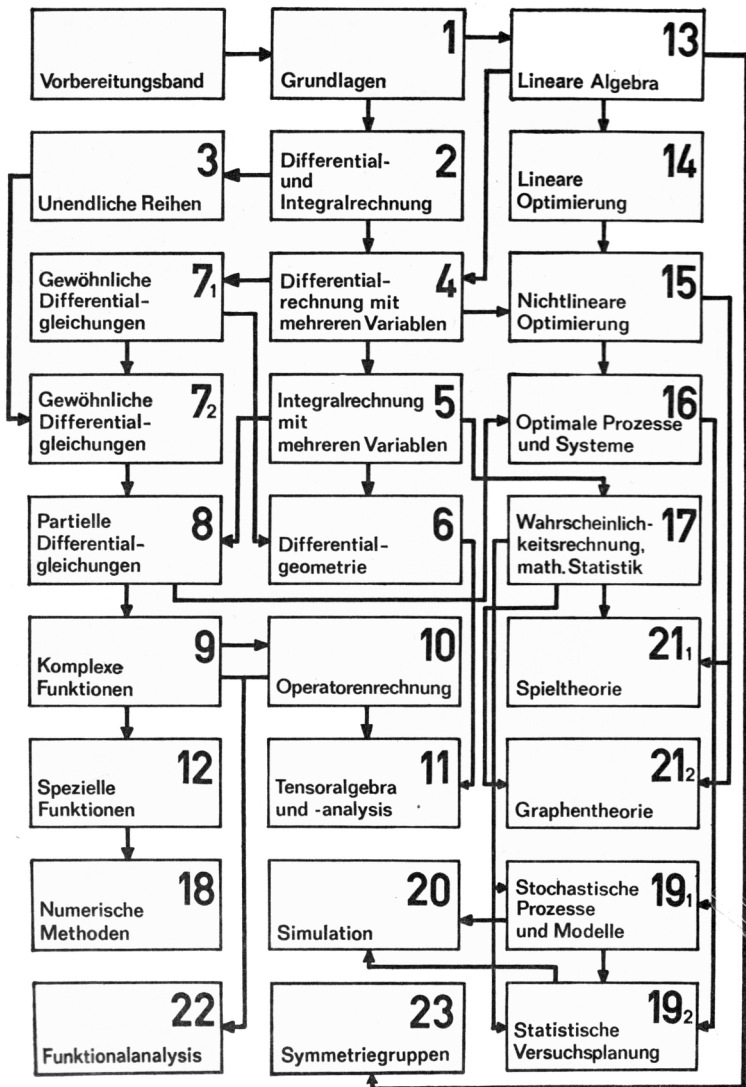 Vorbereitungsband
1
Grundlagen
13
Lineare Algebra
3
Unendliche Reihen
2
Differential-
und
Integralrechnung
14
Lineare
Optimierung
7₁
Gewöhnliche
Differential-
gleichungen
4
Differential-
rechnung mit
mehreren Variablen
15
Nichtlineare
Optimierung
7₂
Gewöhnliche
Differential-
gleichungen
5
Integralrechnung
mit
mehreren Variablen
16
Optimale Prozesse
und Systeme
8
Partielle
Differential-
gleichungen
6
Differential-
geometrie
17
Wahrscheinlich-
keitsrechnung,
math. Statistik
9
Komplexe
Funktionen
10
Operatorenrechnung
21₁
Spieltheorie
12
Spezielle
Funktionen
11
Tensoralgebra
und -analysis
21₂
Graphentheorie
18
Numerische
Methoden
20
Simulation
19₁
Stochastische
Prozesse
und Modelle
22
Funktionalanalysis
23
Symmetriegruppen
19₂
Statistische
Versuchsplanung